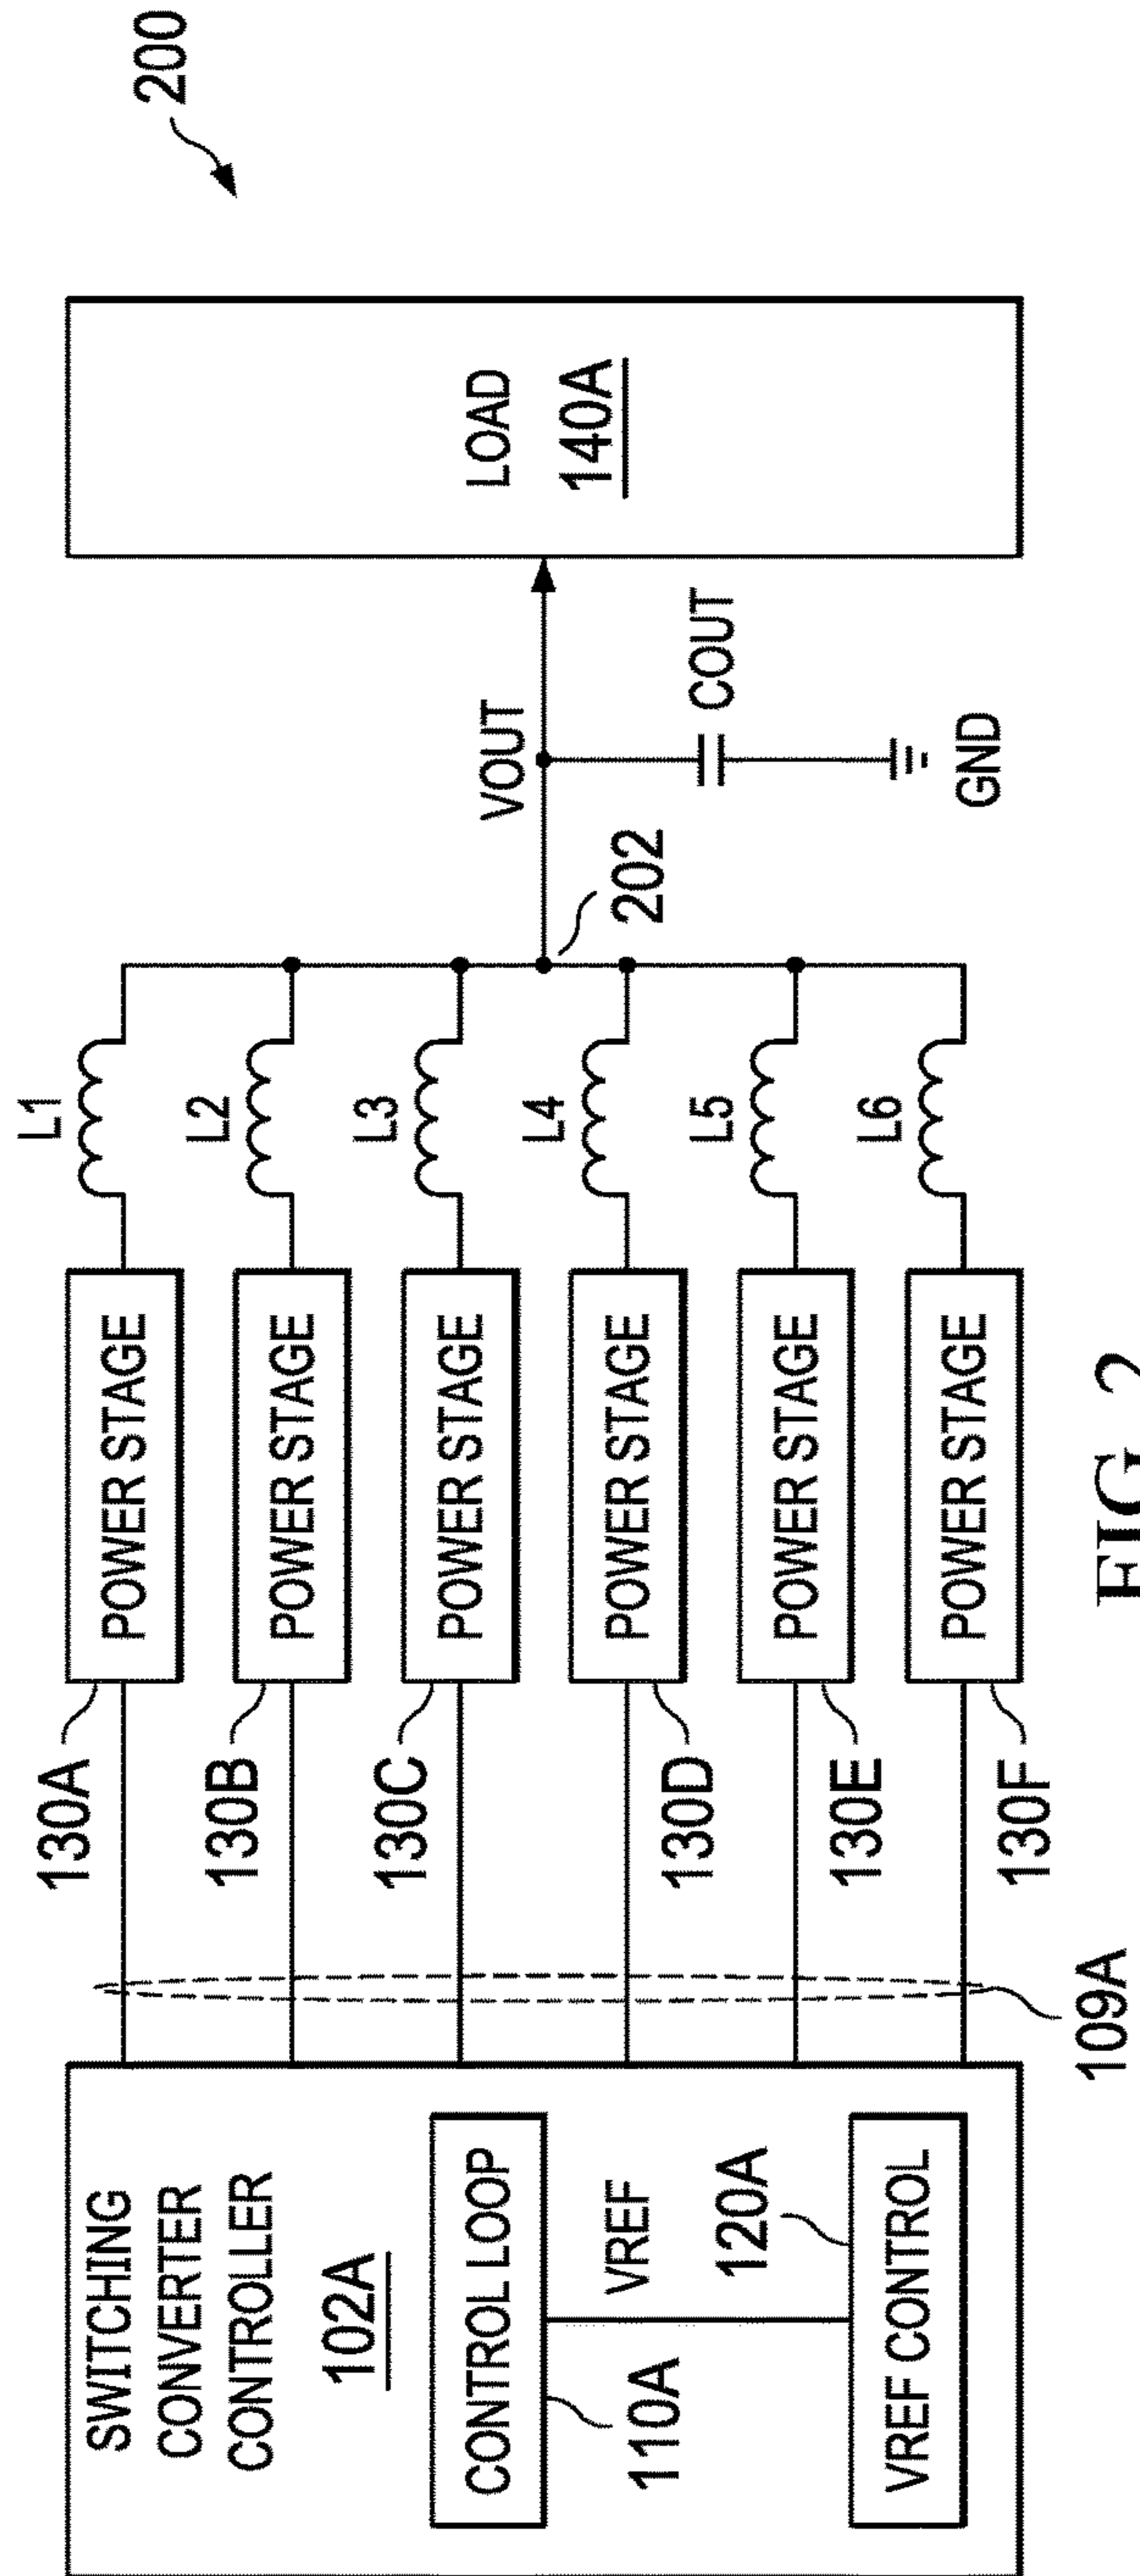 200
SWITCHING
CONVERTER
CONTROLLER
102A
CONTROL LOOP
110A
VREF
120A
VREF CONTROL
109A
130A
POWER STAGE
L1
130B
POWER STAGE
L2
130C
POWER STAGE
L3
130D
POWER STAGE
L4
130E
POWER STAGE
L5
130F
POWER STAGE
L6
202
VOUT
COUT
GND
LOAD
140A
FIG. 2